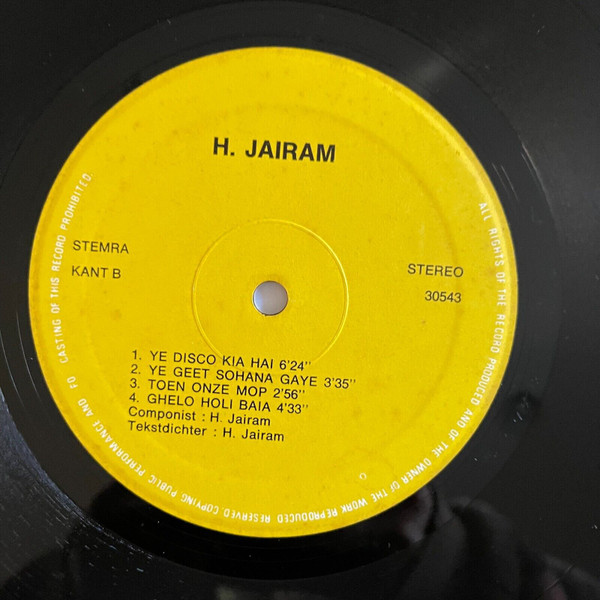 H. JAIRAM
STEMRA
KANT B
STEREO
30543
1. YE DISCO KIA HAI 6'24"
2. YE GEET SOHANA GAYE 3'35"
3. TOEN ONZE MOP 2'56"
4. GHELO HOLI BAIA 4'33"
Componist : H. Jairam
Tekstdichter : H. Jairam
ALL RIGHTS OF THE RECORD PRODUCED AND OF THE OWNER OF THE WORK REPRODUCED RESERVED. COPYING PUBLIC PERFORMANCE AND FO CASTING OF THIS RECORD PROHIBITED.